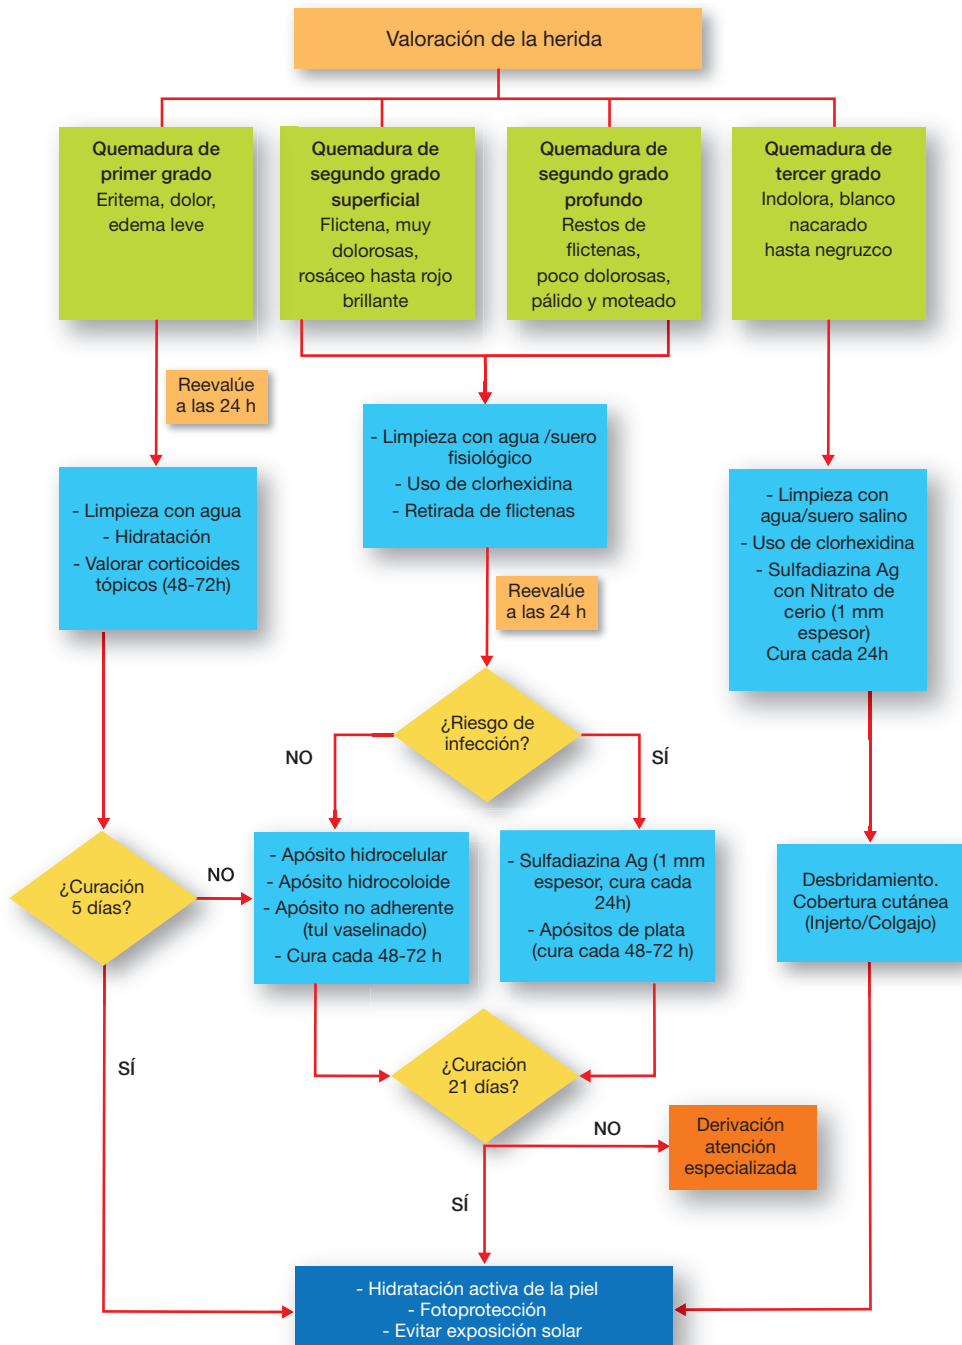 Valoración de la herida
Quemadura de
primer grado
Eritema, dolor,
edema leve
Quemadura de
segundo grado
superficial
Flictena, muy
dolorosas,
rosáceo hasta rojo
brillante
Quemadura de
segundo grado
profundo
Restos de
flictenas,
poco dolorosas,
pálido y moteado
Quemadura de
tercer grado
Indolora, blanco
nacarado
hasta negruzco
Reevalúe
a las 24 h
- Limpieza con agua /suero
fisiológico
- Uso de clorhexidina
- Retirada de flictenas
- Limpieza con agua
- Hidratación
- Valorar corticoides
tópicos (48-72h)
- Limpieza con
agua/suero salino
- Uso de clorhexidina
- Sulfadiazina Ag
con Nitrato de
cerio (1 mm
espesor)
Cura cada 24h
Reevalúe
a las 24 h
¿Riesgo de
infección?
NO
SÍ
- Apósito hidrocelular
- Apósito hidrocoloide
- Apósito no adherente
(tul vaselinado)
- Cura cada 48-72 h
- Sulfadiazina Ag (1 mm
espesor, cura cada
24h)
- Apósitos de plata
(cura cada 48-72 h)
¿Curación
5 días?
NO
Desbridamiento.
Cobertura cutánea
(Injerto/Colgajo)
SÍ
¿Curación
21 días?
NO
Derivación
atención
especializada
SÍ
- Hidratación activa de la piel
- Fotoprotección
- Evitar exposición solar